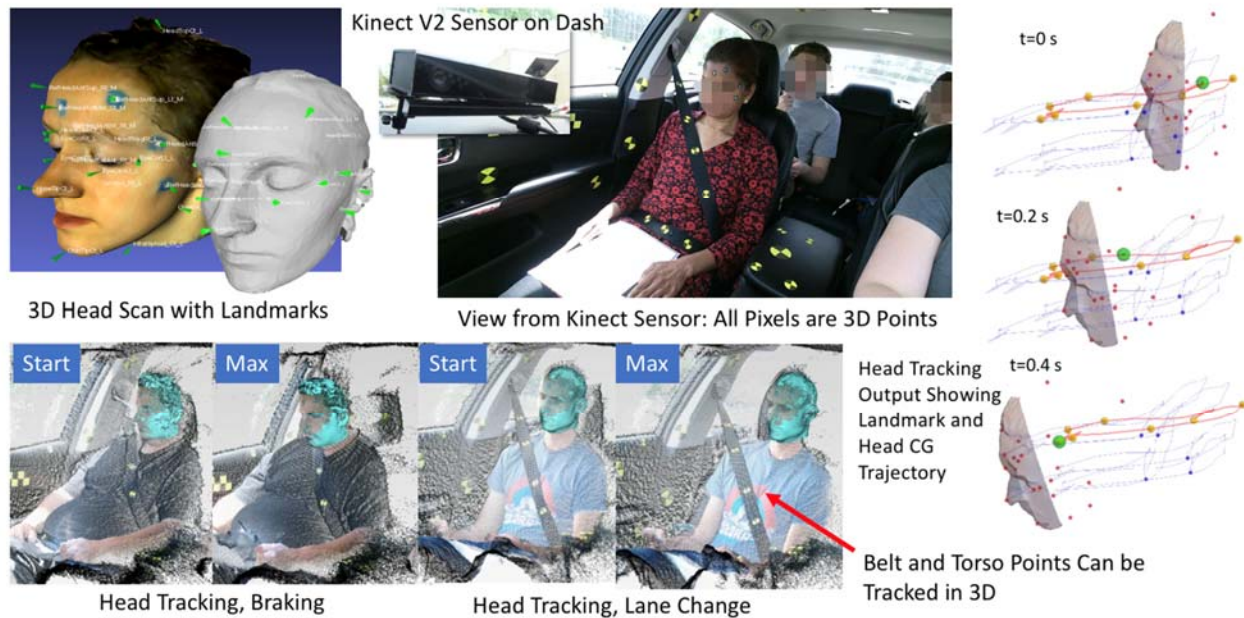 Kinect V2 Sensor on Dash
3D Head Scan with Landmarks
View from Kinect Sensor: All Pixels are 3D Points
t=0 s
t=0.2 s
t=0.4 s
Start
Max
Start
Max
Head Tracking
Output Showing
Landmark and
Head CG
Trajectory
Head Tracking, Braking
Head Tracking, Lane Change
Belt and Torso Points Can be
Tracked in 3D